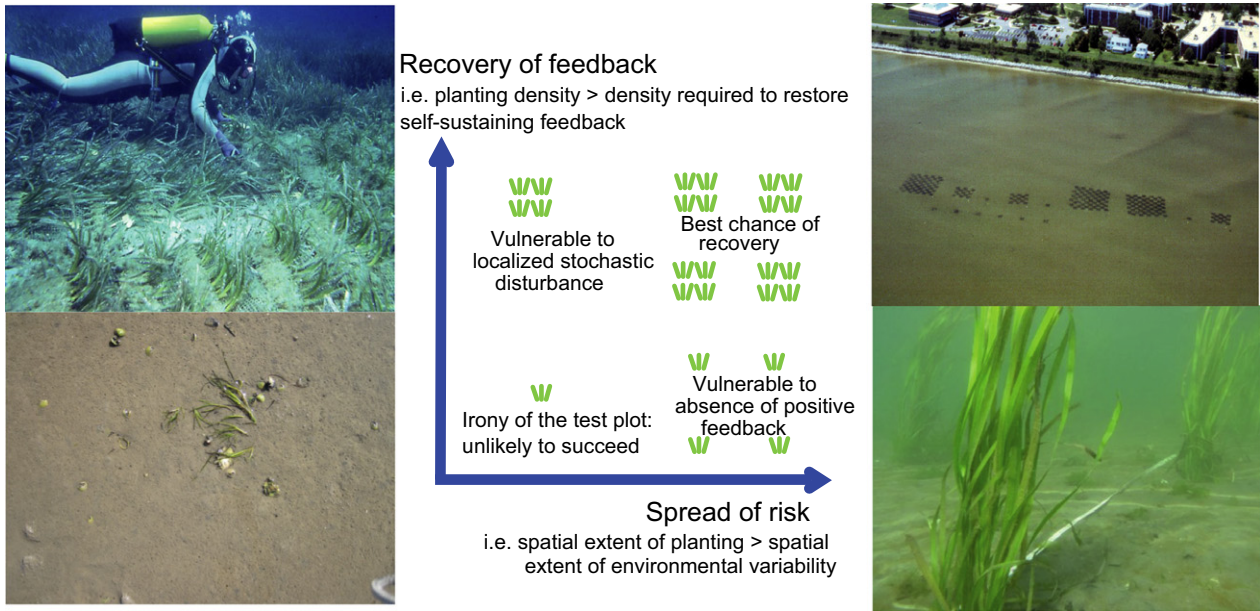 Recovery of feedback
i.e. planting density > density required to restore
self-sustaining feedback
Vulnerable to
localized stochastic
disturbance
Best chance of
recovery
Irony of the test plot:
unlikely to succeed
Vulnerable to
absence of positive
feedback
Spread of risk
i.e. spatial extent of planting > spatial
extent of environmental variability